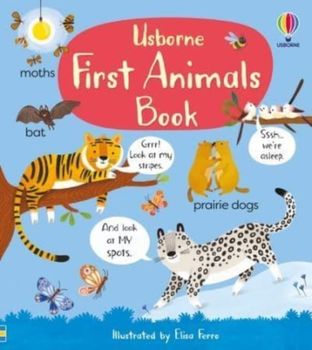 Usborne
First Animals
Book
USBORNE
moths
bat
Grrr!
Look at my
stripes.
Sssh...
we're
asleep.
prairie dogs
And look
at MY
spots.
Illustrated by Elisa Ferro